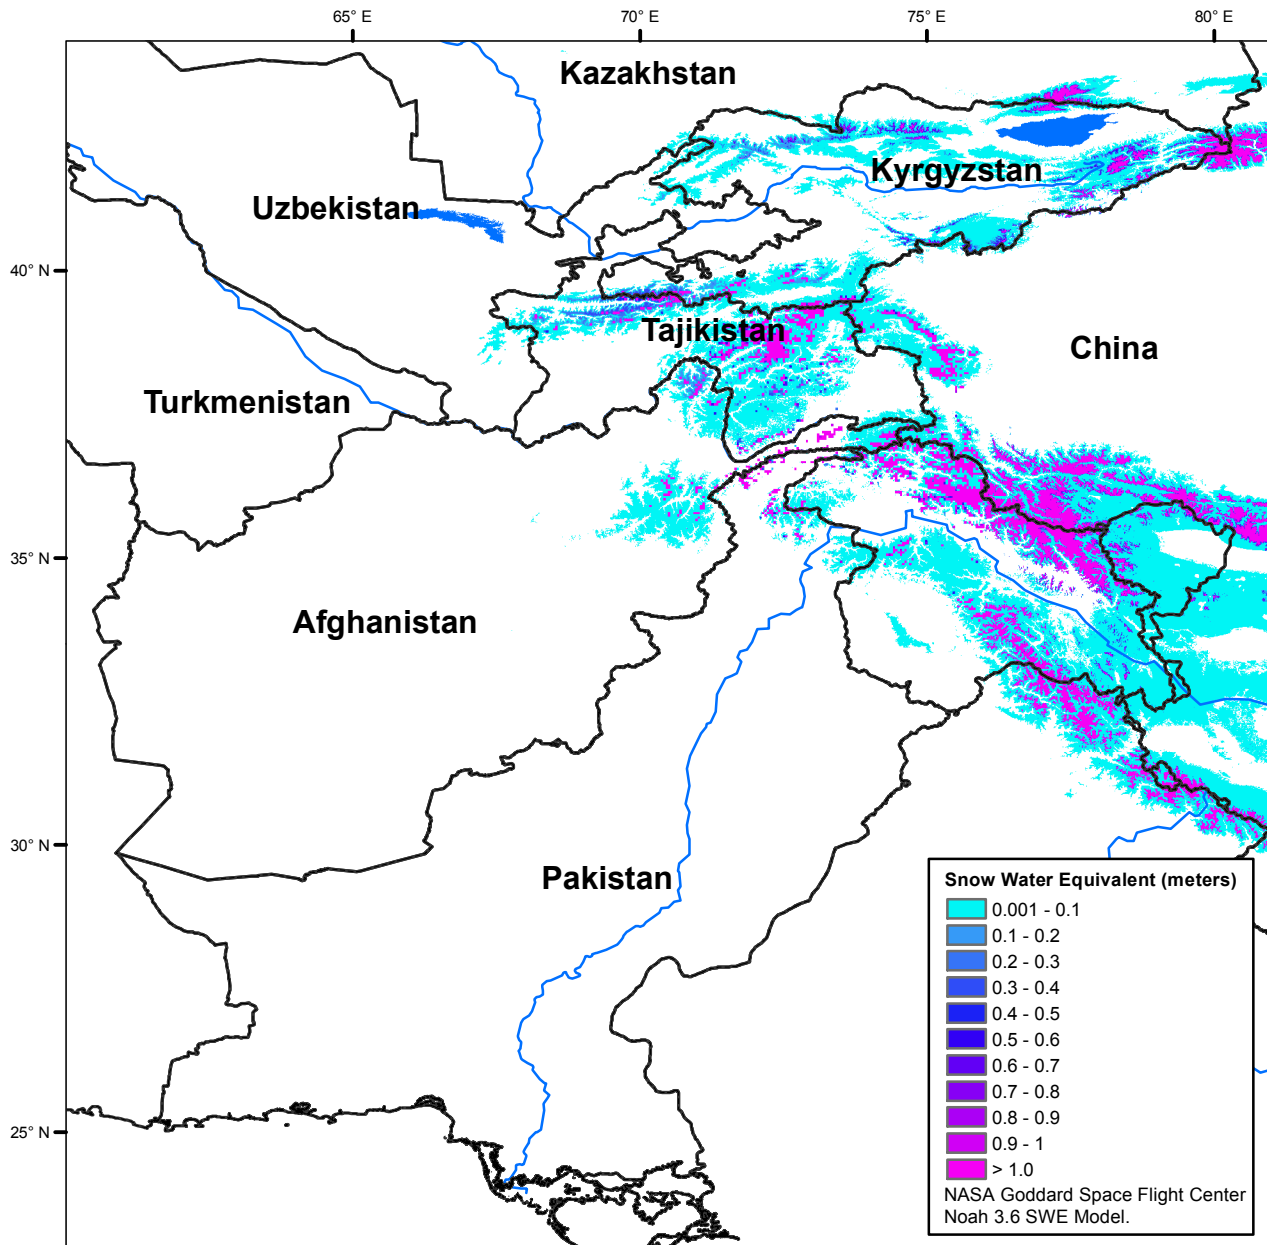 65° E
70° E
75° E
80° E
Kazakhstan
Kyrgyzstan
Uzbekistan
40° N
Tajikistan
China
Turkmenistan
35° N
Afghanistan
30° N
Pakistan
25° N
Snow Water Equivalent (meters)
0.001 - 0.1
0.1 - 0.2
0.2 - 0.3
0.3 - 0.4
0.4 - 0.5
0.5 - 0.6
0.6 - 0.7
0.7 - 0.8
0.8 - 0.9
0.9 - 1
> 1.0
NASA Goddard Space Flight Center
Noah 3.6 SWE Model.